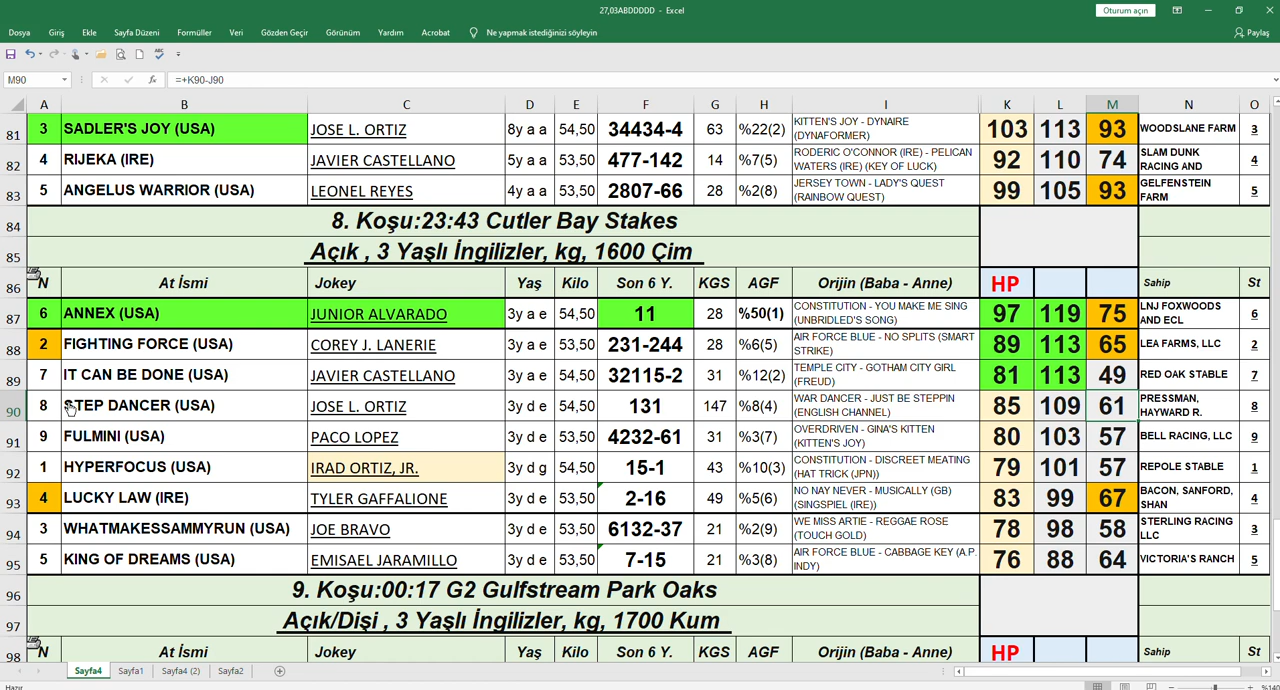 27,03ABDDDDD - Excel
Oturum açın
Dosya Giriş Ekle Sayfa Düzeni Formüller Veri Gözden Geçir Görünüm Yardım Acrobat Ne yapmak istediğinizi söyleyin Paylaş
M90 fx =+K90-J90
A B C D E F G H I K L M N O
81 3 SADLER'S JOY (USA) JOSE L. ORTIZ 8y a a 54,50 34434-4 63 %22(2) KITTEN'S JOY - DYNAIRE (DYNAFORMER) 103 113 93 WOODSLANE FARM 3
82 4 RIJEKA (IRE) JAVIER CASTELLANO 5y a a 53,50 477-142 14 %7(5) RODERIC O'CONNOR (IRE) - PELICAN WATERS (IRE) (KEY OF LUCK) 92 110 74 SLAM DUNK RACING AND 4
83 5 ANGELUS WARRIOR (USA) LEONEL REYES 4y a a 53,50 2807-66 28 %2(8) JERSEY TOWN - LADY'S QUEST (RAINBOW QUEST) 99 105 93 GELFENSTEIN FARM 5
84 8. Koşu:23:43 Cutler Bay Stakes
85 Açık , 3 Yaşlı İngilizler, kg, 1600 Çim
86 N At İsmi Jokey Yaş Kilo Son 6 Y. KGS AGF Orijin (Baba - Anne) HP Sahip St
87 6 ANNEX (USA) JUNIOR ALVARADO 3y a e 54,50 11 28 %50(1) CONSTITUTION - YOU MAKE ME SING (UNBRIDLED'S SONG) 97 119 75 LNJ FOXWOODS AND ECL 6
88 2 FIGHTING FORCE (USA) COREY J. LANERIE 3y a e 53,50 231-244 28 %6(5) AIR FORCE BLUE - NO SPLITS (SMART STRIKE) 89 113 65 LEA FARMS, LLC 2
89 7 IT CAN BE DONE (USA) JAVIER CASTELLANO 3y a e 53,50 32115-2 31 %12(2) TEMPLE CITY - GOTHAM CITY GIRL (FREUD) 81 113 49 RED OAK STABLE 7
90 8 STEP DANCER (USA) JOSE L. ORTIZ 3y d e 53,50 131 147 %8(4) WAR DANCER - JUST BE STEPPIN (ENGLISH CHANNEL) 85 109 61 PRESSMAN, HAYWARD R. 8
91 9 FULMINI (USA) PACO LOPEZ 3y d e 53,50 4232-61 31 %3(7) OVERDRIVEN - GINA'S KITTEN (KITTEN'S JOY) 80 103 57 BELL RACING, LLC 9
92 1 HYPERFOCUS (USA) IRAD ORTIZ, JR. 3y d g 54,50 15-1 43 %10(3) CONSTITUTION - DISCREET MEATING (HAT TRICK (JPN)) 79 101 57 REPOLE STABLE 1
93 4 LUCKY LAW (IRE) TYLER GAFFALIONE 3y d e 53,50 2-16 49 %5(6) NO NAY NEVER - MUSICALLY (GB) (SINGSPIEL (IRE)) 83 99 67 BACON, SANFORD, SHAN 4
94 3 WHATMAKESSAMMYRUN (USA) JOE BRAVO 3y d e 53,50 6132-37 21 %2(9) WE MISS ARTIE - REGGAE ROSE (TOUCH GOLD) 78 98 58 STERLING RACING LLC 3
95 5 KING OF DREAMS (USA) EMISAEL JARAMILLO 3y d e 53,50 7-15 21 %3(8) AIR FORCE BLUE - CABBAGE KEY (A.P. INDY) 76 88 64 VICTORIA'S RANCH 5
96 9. Koşu:00:17 G2 Gulfstream Park Oaks
97 Açık/Dişi , 3 Yaşlı İngilizler, kg, 1700 Kum
98 N At İsmi Jokey Yaş Kilo Son 6 Y. KGS AGF Orijin (Baba - Anne) HP Sahip St
Sayfa4 Sayfa1 Sayfa4 (2) Sayfa2
Hazır %140